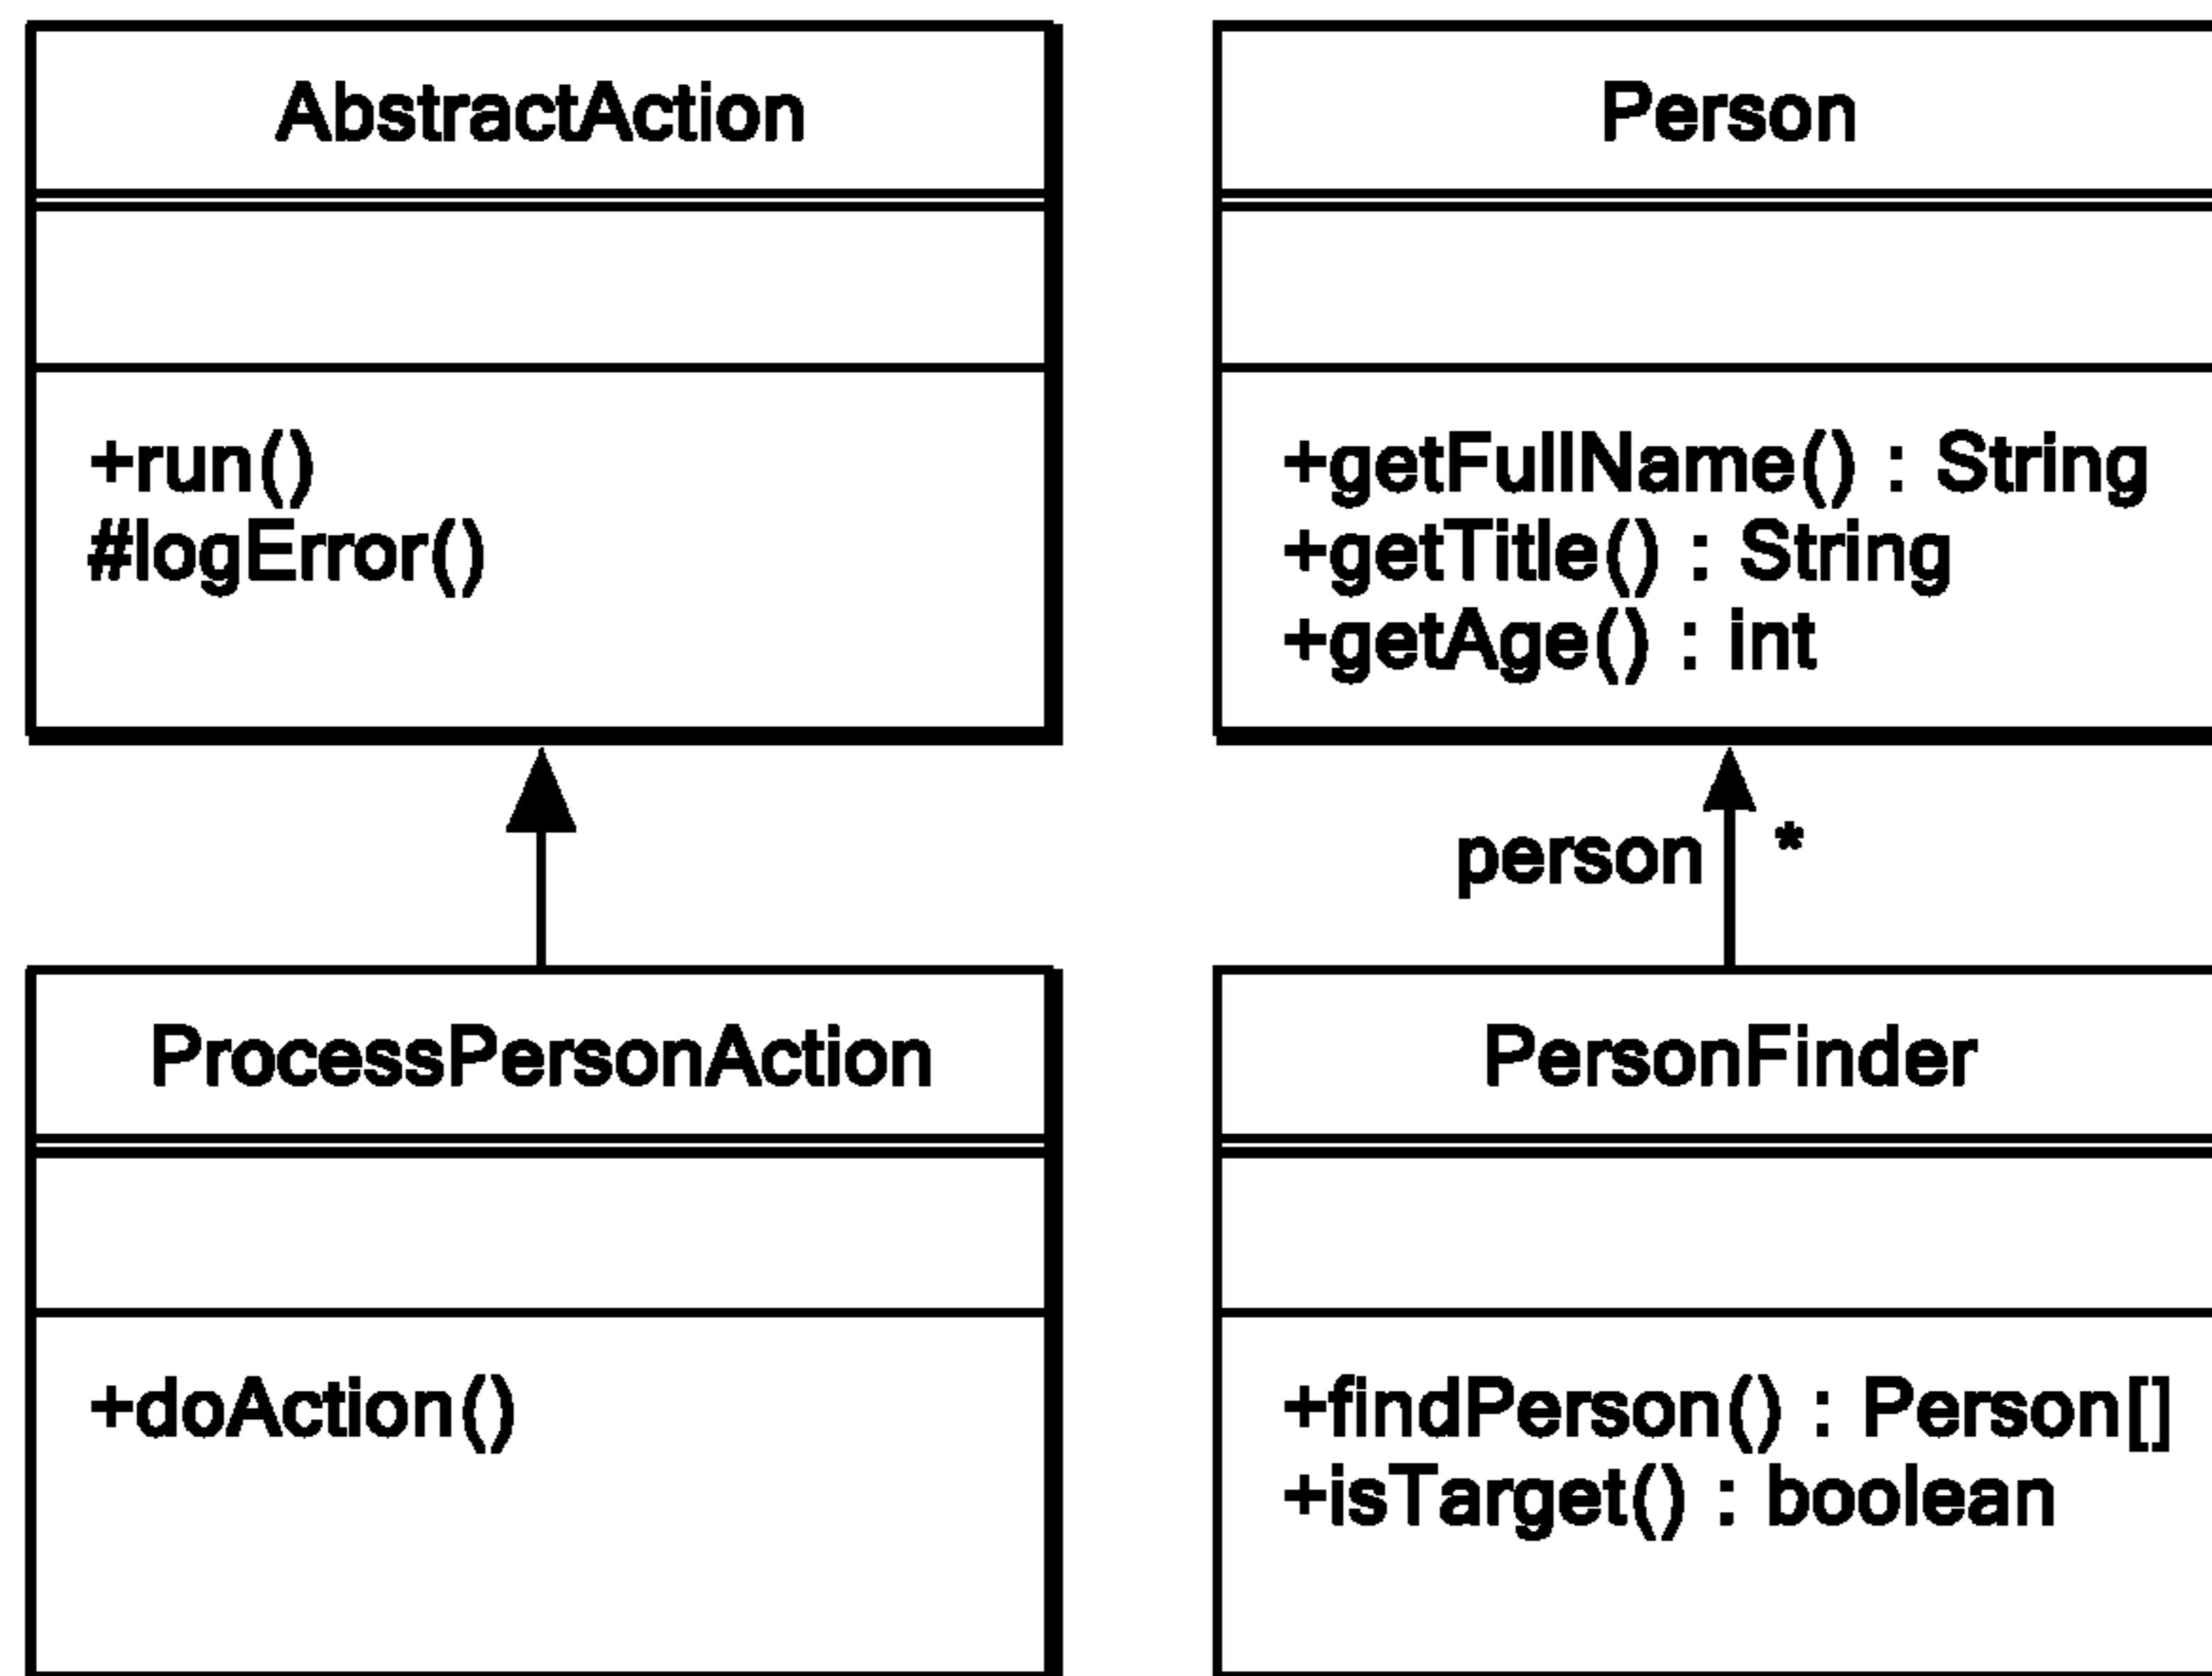 AbstractAction
+run()
#logError()
Person
+getFullName() : String
+getTitle() : String
+getAge() : int
person *
ProcessPersonAction
+doAction()
PersonFinder
+findPerson() : Person[]
+isTarget() : boolean